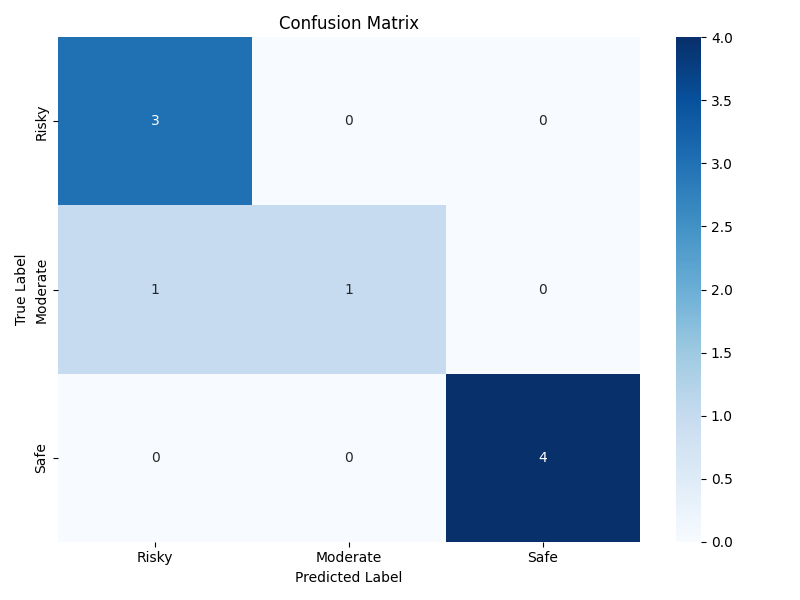 Confusion Matrix
True Label
Risky
3 0 0
Moderate
1 1 0
Safe
0 0 4
Risky Moderate Safe
Predicted Label
4.0
3.5
3.0
2.5
2.0
1.5
1.0
0.5
0.0